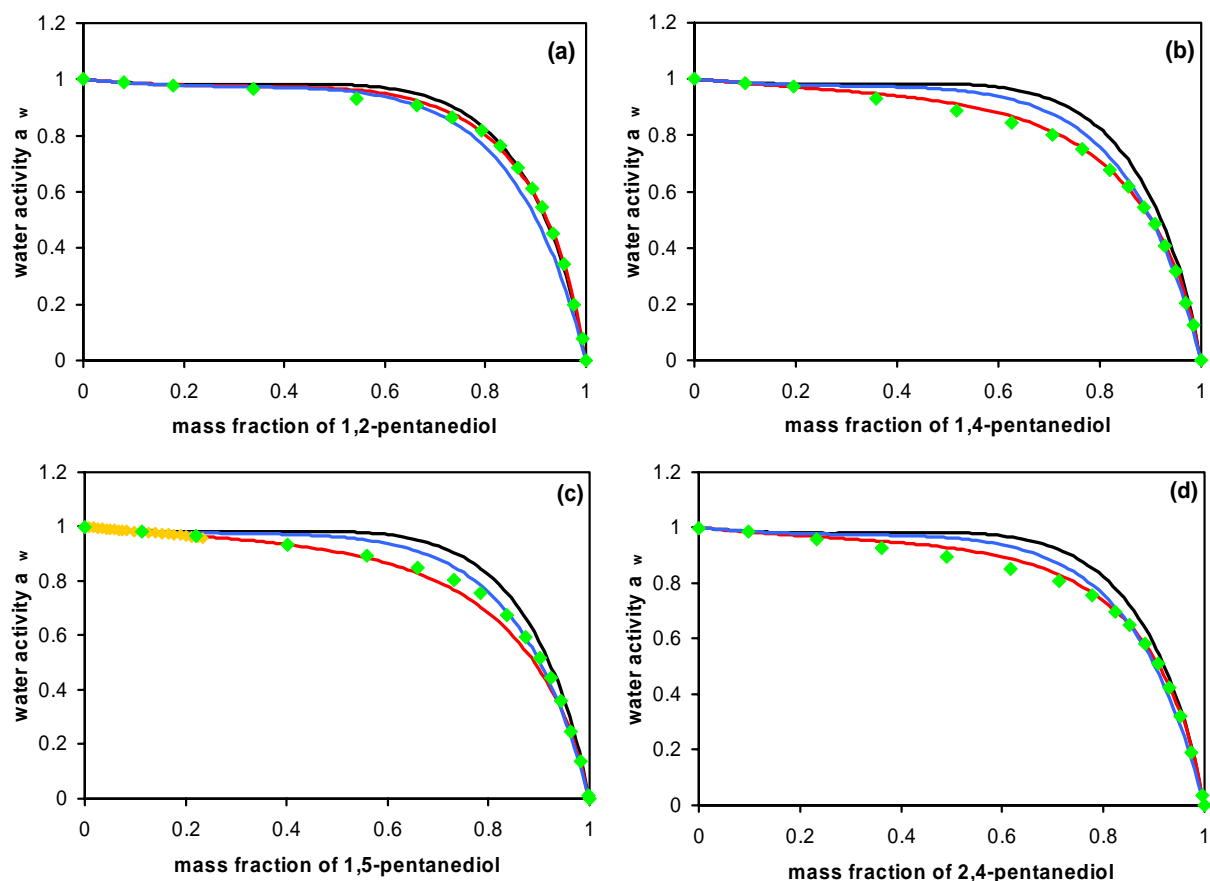 (a)
1.2
1
0.8
0.6
0.4
0.2
0
water activity a w
0 0.2 0.4 0.6 0.8 1
mass fraction of 1,2-pentanediol
(b)
1.2
1
0.8
0.6
0.4
0.2
0
water activity a w
0 0.2 0.4 0.6 0.8 1
mass fraction of 1,4-pentanediol
(c)
1.2
1
0.8
0.6
0.4
0.2
0
water activity a w
0 0.2 0.4 0.6 0.8 1
mass fraction of 1,5-pentanediol
(d)
1.2
1
0.8
0.6
0.4
0.2
0
water activity a w
0 0.2 0.4 0.6 0.8 1
mass fraction of 2,4-pentanediol